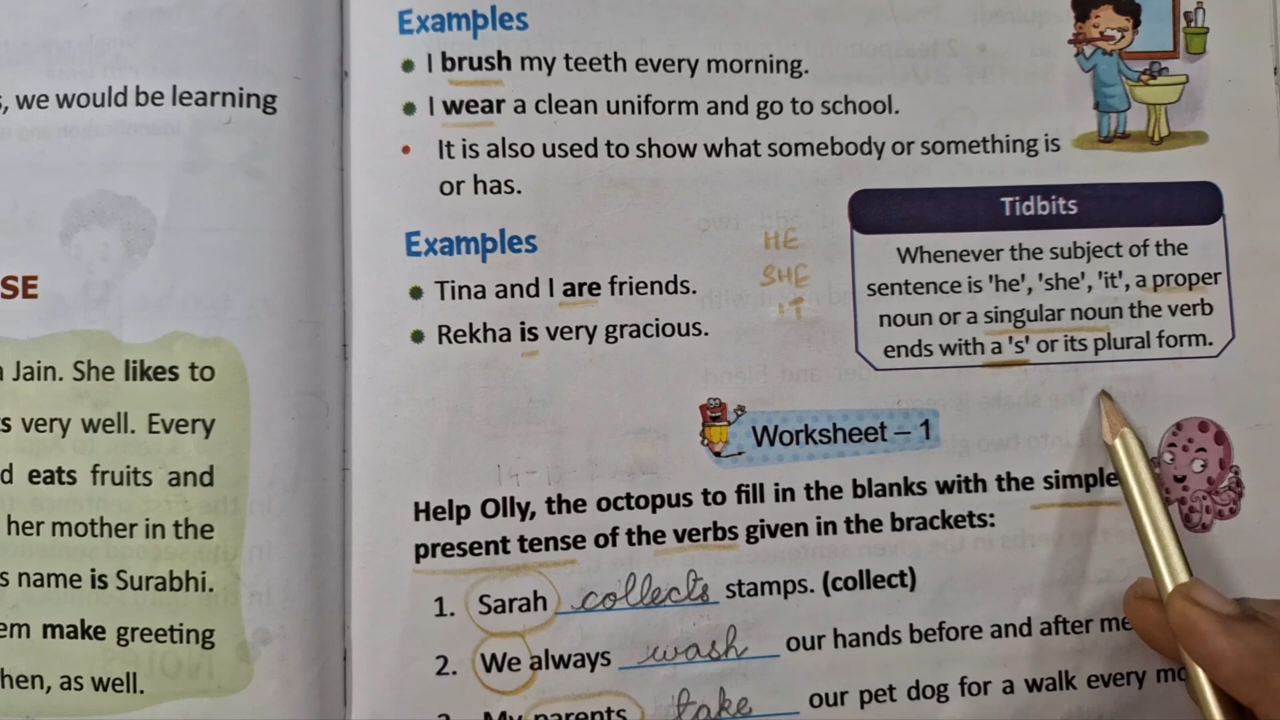 , we would be learning
SE
a Jain. She likes to
s very well. Every
d eats fruits and
her mother in the
s name is Surabhi.
em make greeting
hen, as well.
Examples
I brush my teeth every morning.
I wear a clean uniform and go to school.
It is also used to show what somebody or something is
or has.
Examples
Tina and I are friends.
Rekha is very gracious.
HE
SHE
IT
Tidbits
Whenever the subject of the
sentence is 'he', 'she', 'it', a proper
noun or a singular noun the verb
ends with a 's' or its plural form.
Worksheet – 1
Help Olly, the octopus to fill in the blanks with the simple
present tense of the verbs given in the brackets:
1. Sarah collects stamps. (collect)
2. We always wash our hands before and after me
3. My parents take our pet dog for a walk every mo